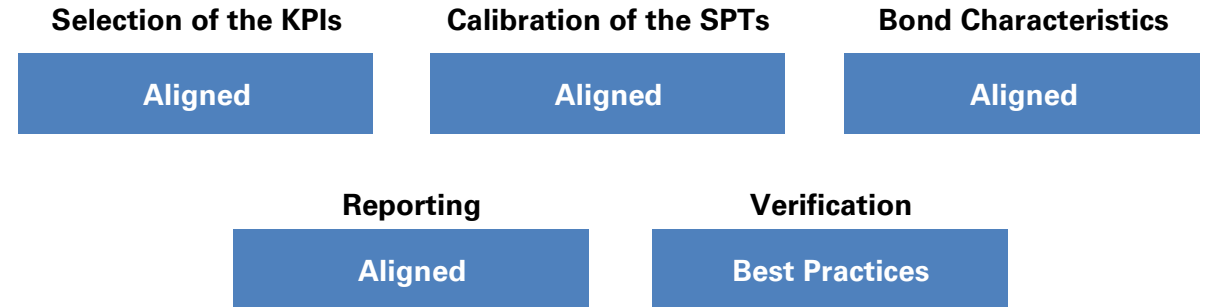 Selection of the KPIs
Calibration of the SPTs
Bond Characteristics
Aligned
Aligned
Aligned
Reporting
Verification
Aligned
Best Practices